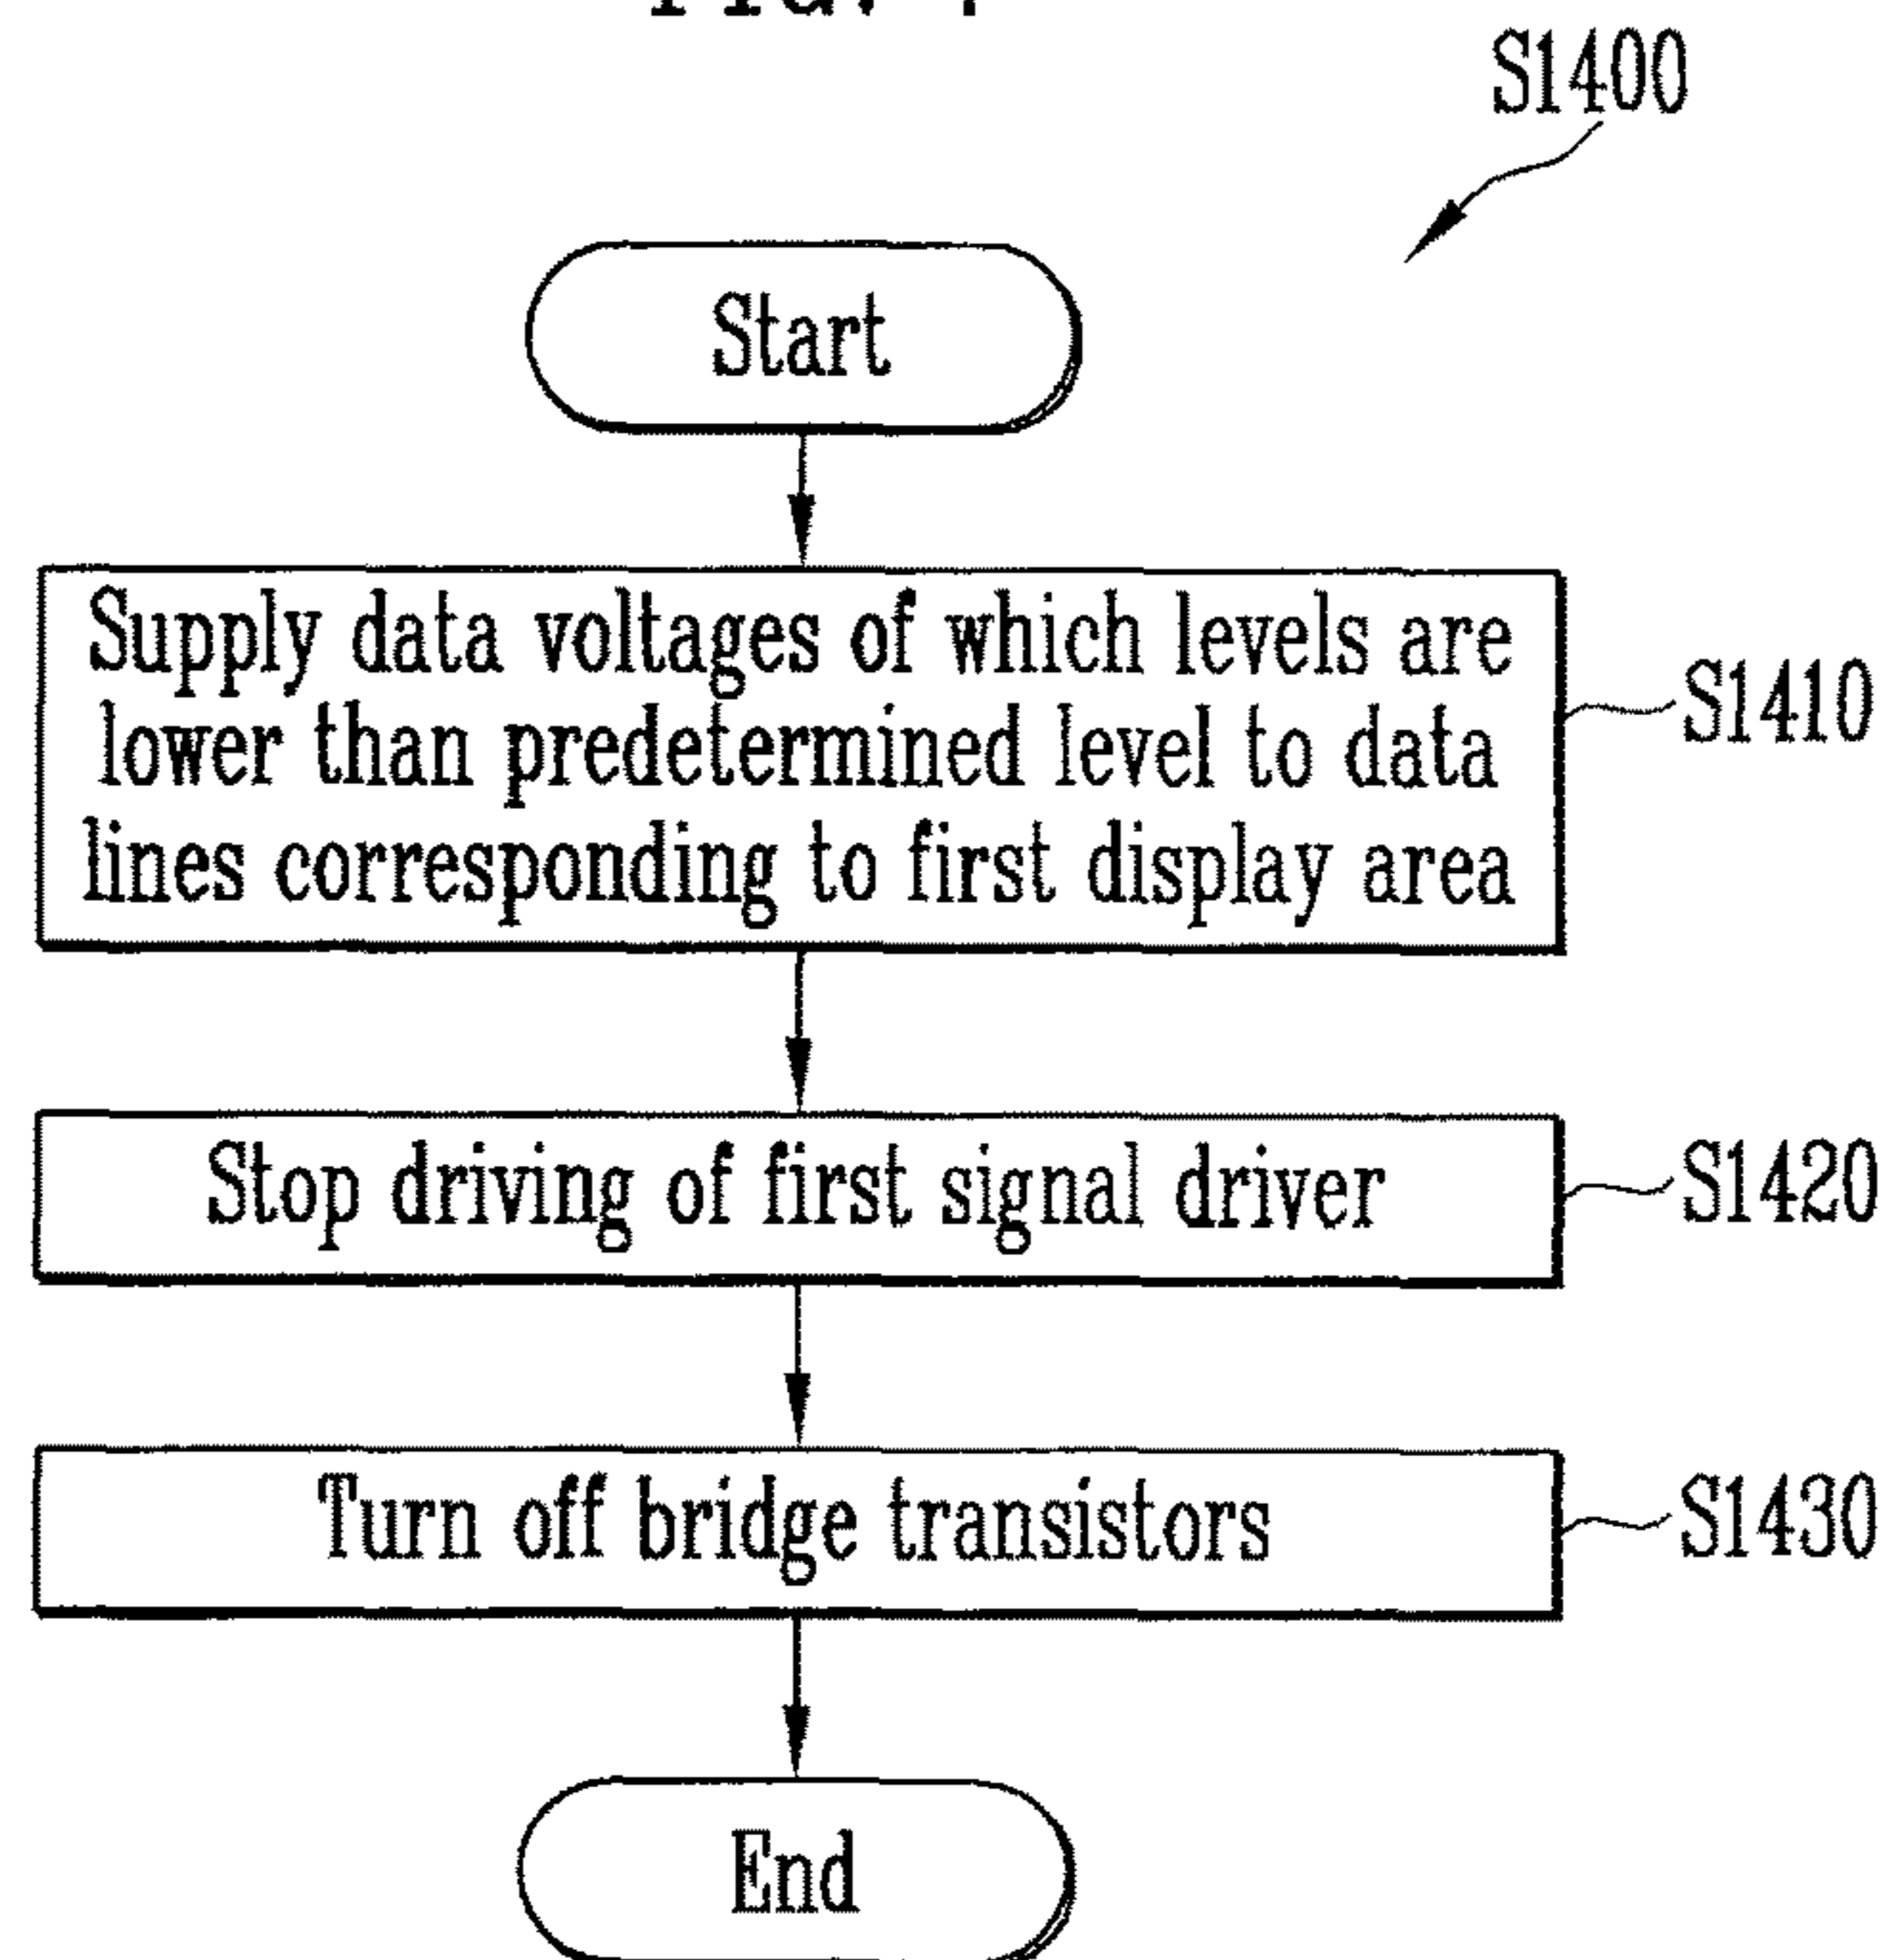 S1400
Start
Supply data voltages of which levels are
lower than predetermined level to data
lines corresponding to first display area
S1410
Stop driving of first signal driver
S1420
Turn off bridge transistors
S1430
End